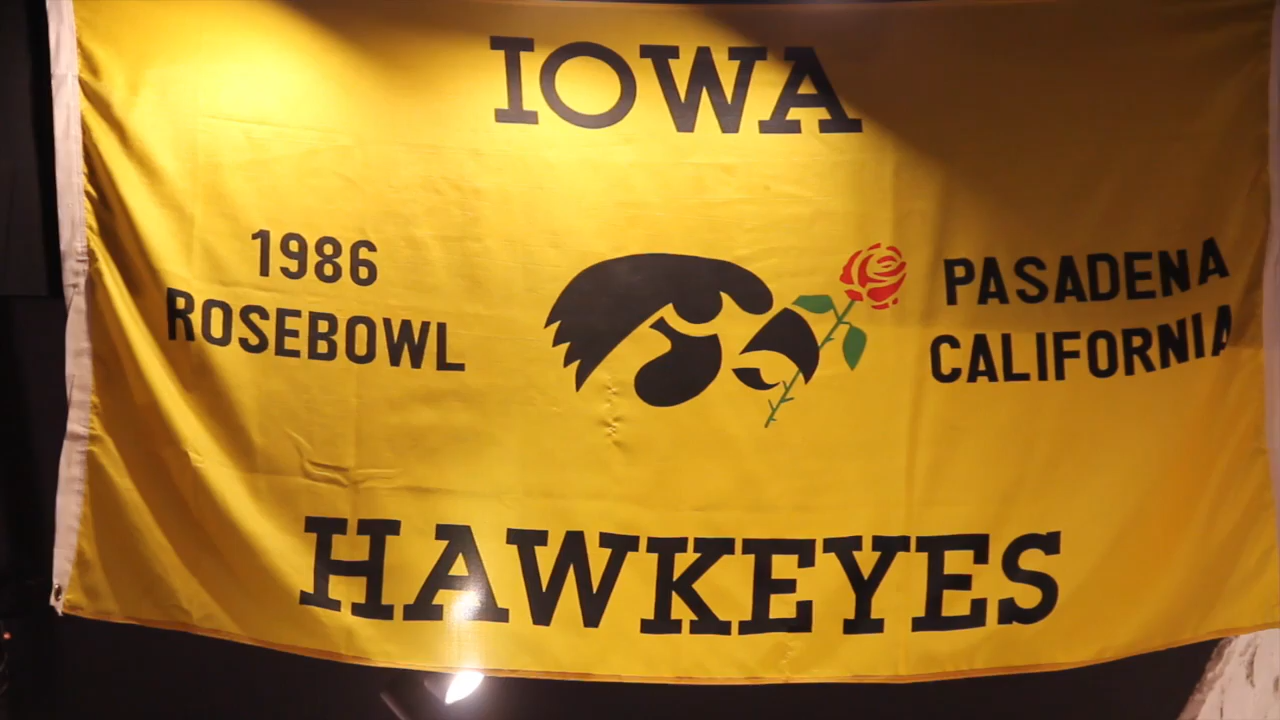 IOWA
1986
ROSEBOWL
PASADENA
CALIFORNIA
HAWKEYES